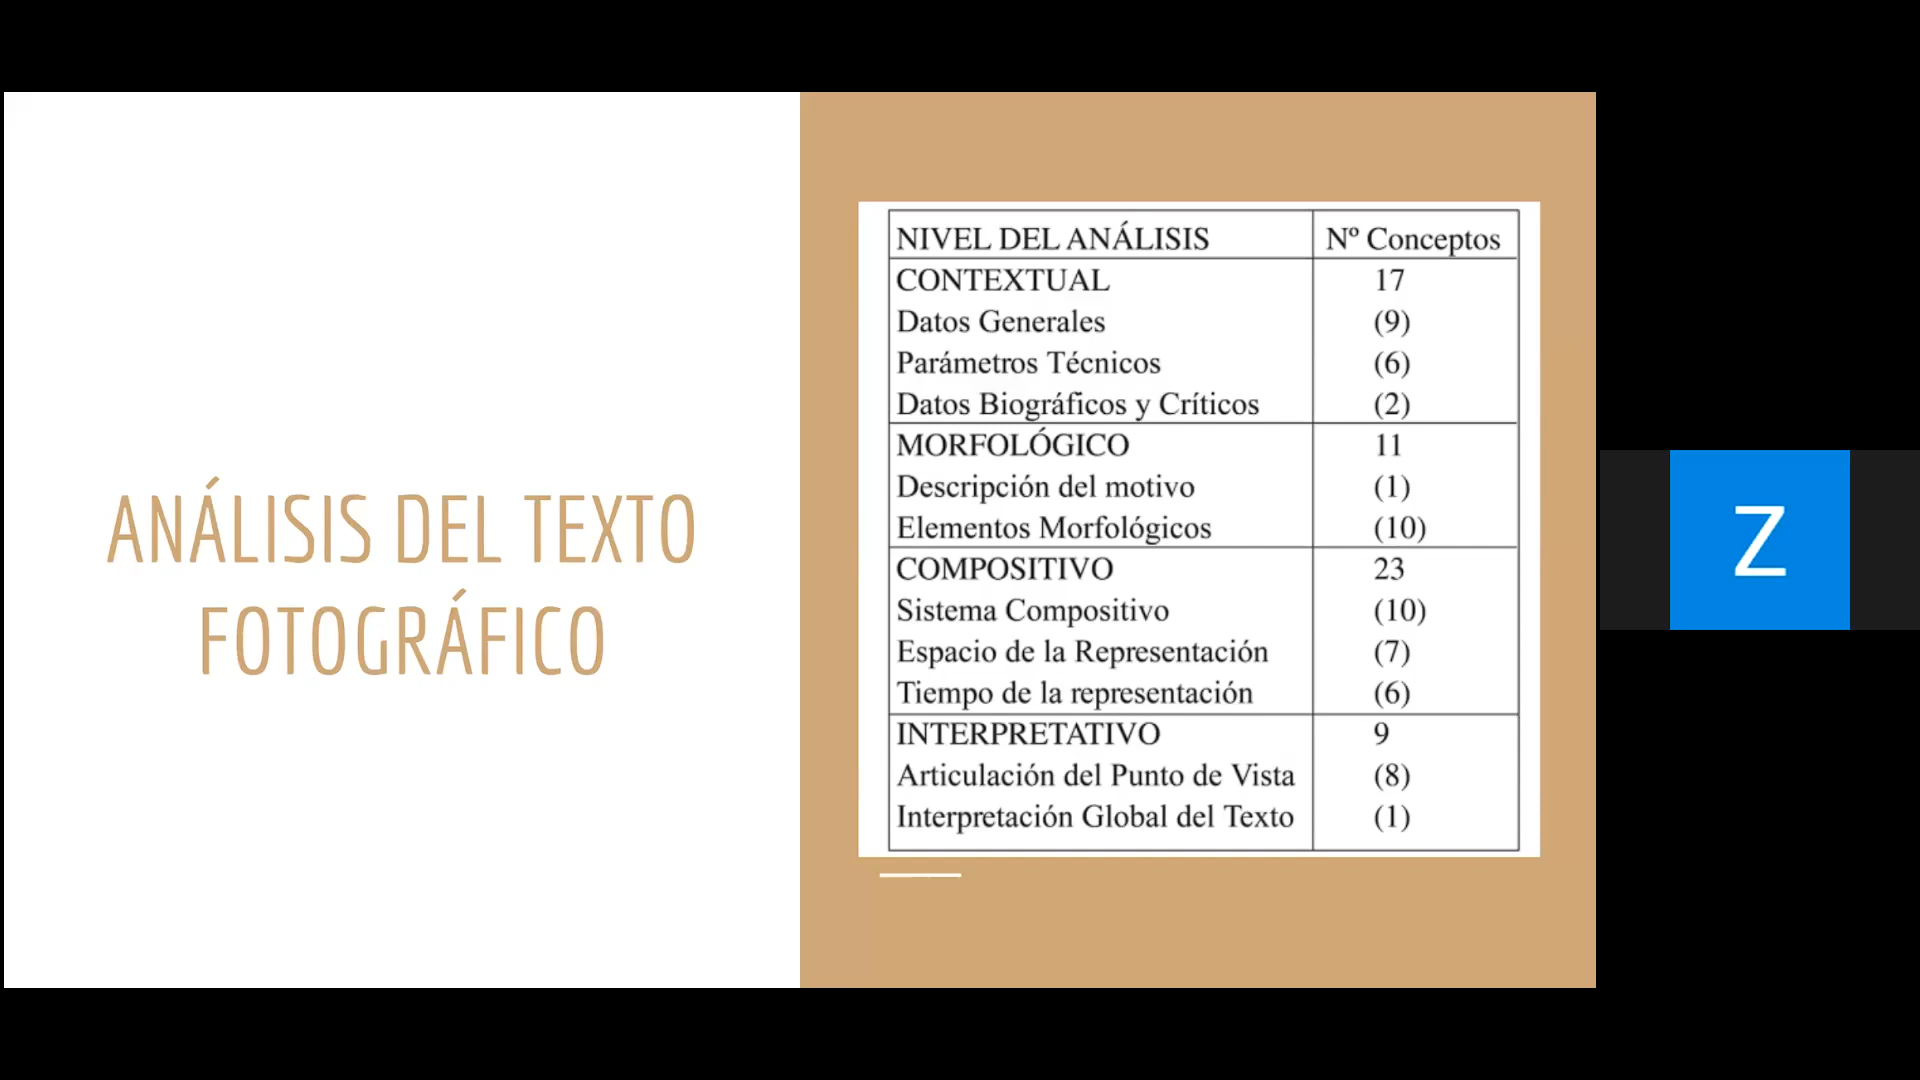 ANÁLISIS DEL TEXTO
FOTOGRÁFICO
NIVEL DEL ANÁLISIS Nº Conceptos
CONTEXTUAL 17
Datos Generales (9)
Parámetros Técnicos (6)
Datos Biográficos y Críticos (2)
MORFOLÓGICO 11
Descripción del motivo (1)
Elementos Morfológicos (10)
COMPOSITIVO 23
Sistema Compositivo (10)
Espacio de la Representación (7)
Tiempo de la representación (6)
INTERPRETATIVO 9
Articulación del Punto de Vista (8)
Interpretación Global del Texto (1)
Z